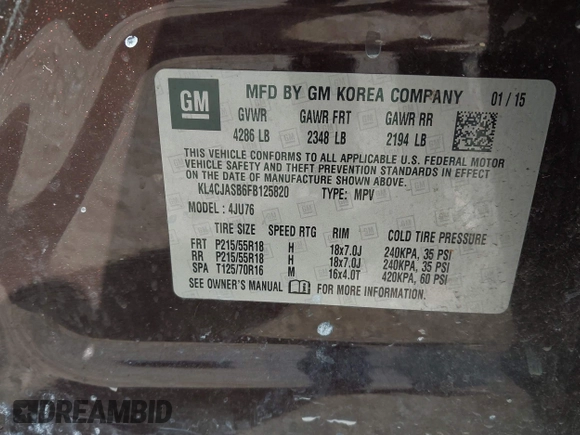 GM
MFD BY GM KOREA COMPANY 01/15
GVWR GAWR FRT GAWR RR
4286 LB 2348 LB 2194 LB
THIS VEHICLE CONFORMS TO ALL APPLICABLE U.S. FEDERAL MOTOR
VEHICLE SAFETY AND THEFT PREVENTION STANDARDS IN EFFECT
ON THE DATE OF MANUFACTURE SHOWN ABOVE.
KL4CJASB6FB125820 TYPE: MPV
MODEL: 4JU76
TIRE SIZE SPEED RTG RIM COLD TIRE PRESSURE
FRT P215/55R18 H 18x7.0J 240KPA, 35 PSI
RR P215/55R18 H 18x7.0J 240KPA, 35 PSI
SPA T125/70R16 M 16x4.0T 420KPA, 60 PSI
SEE OWNER'S MANUAL FOR MORE INFORMATION.
DREAMBID